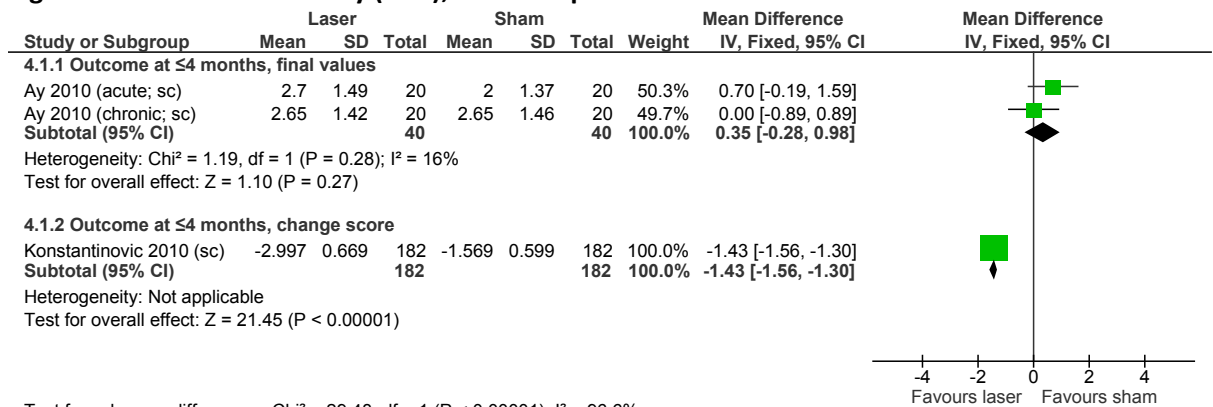 Laser Sham Mean Difference Mean Difference
Study or Subgroup Mean SD Total Mean SD Total Weight IV, Fixed, 95% CI IV, Fixed, 95% CI
4.1.1 Outcome at ≤4 months, final values
Ay 2010 (acute; sc) 2.7 1.49 20 2 1.37 20 50.3% 0.70 [-0.19, 1.59]
Ay 2010 (chronic; sc) 2.65 1.42 20 2.65 1.46 20 49.7% 0.00 [-0.89, 0.89]
Subtotal (95% CI) 40 40 100.0% 0.35 [-0.28, 0.98]
Heterogeneity: Chi² = 1.19, df = 1 (P = 0.28); I² = 16%
Test for overall effect: Z = 1.10 (P = 0.27)
4.1.2 Outcome at ≤4 months, change score
Konstantinovic 2010 (sc) -2.997 0.669 182 -1.569 0.599 182 100.0% -1.43 [-1.56, -1.30]
Subtotal (95% CI) 182 182 100.0% -1.43 [-1.56, -1.30]
Heterogeneity: Not applicable
Test for overall effect: Z = 21.45 (P < 0.00001)
-4 -2 0 2 4
Favours laser Favours sham